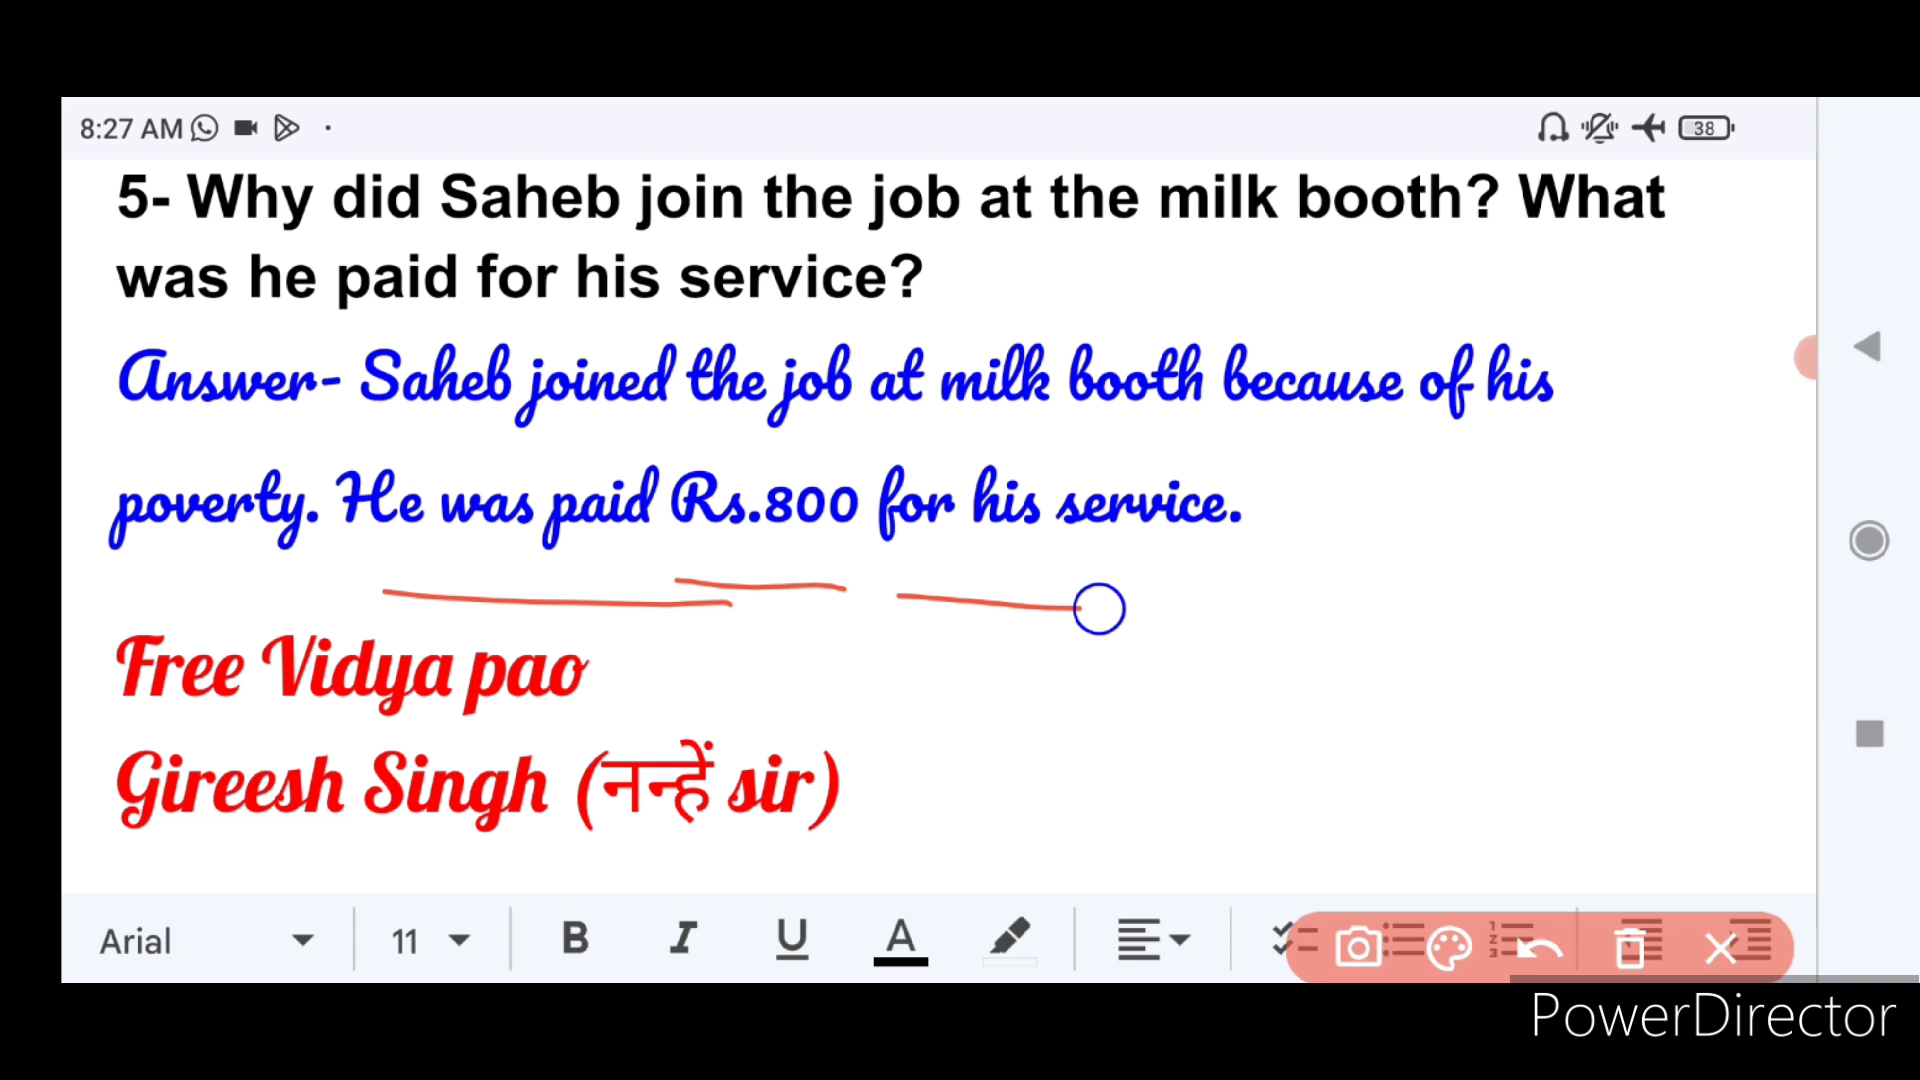 8:27 AM
38
5- Why did Saheb join the job at the milk booth? What
was he paid for his service?
Answer- Saheb joined the job at milk booth because of his
poverty. He was paid Rs.800 for his service.
Free Vidya pao
Gireesh Singh (नन्हें sir)
Arial 11 B I U A
PowerDirector